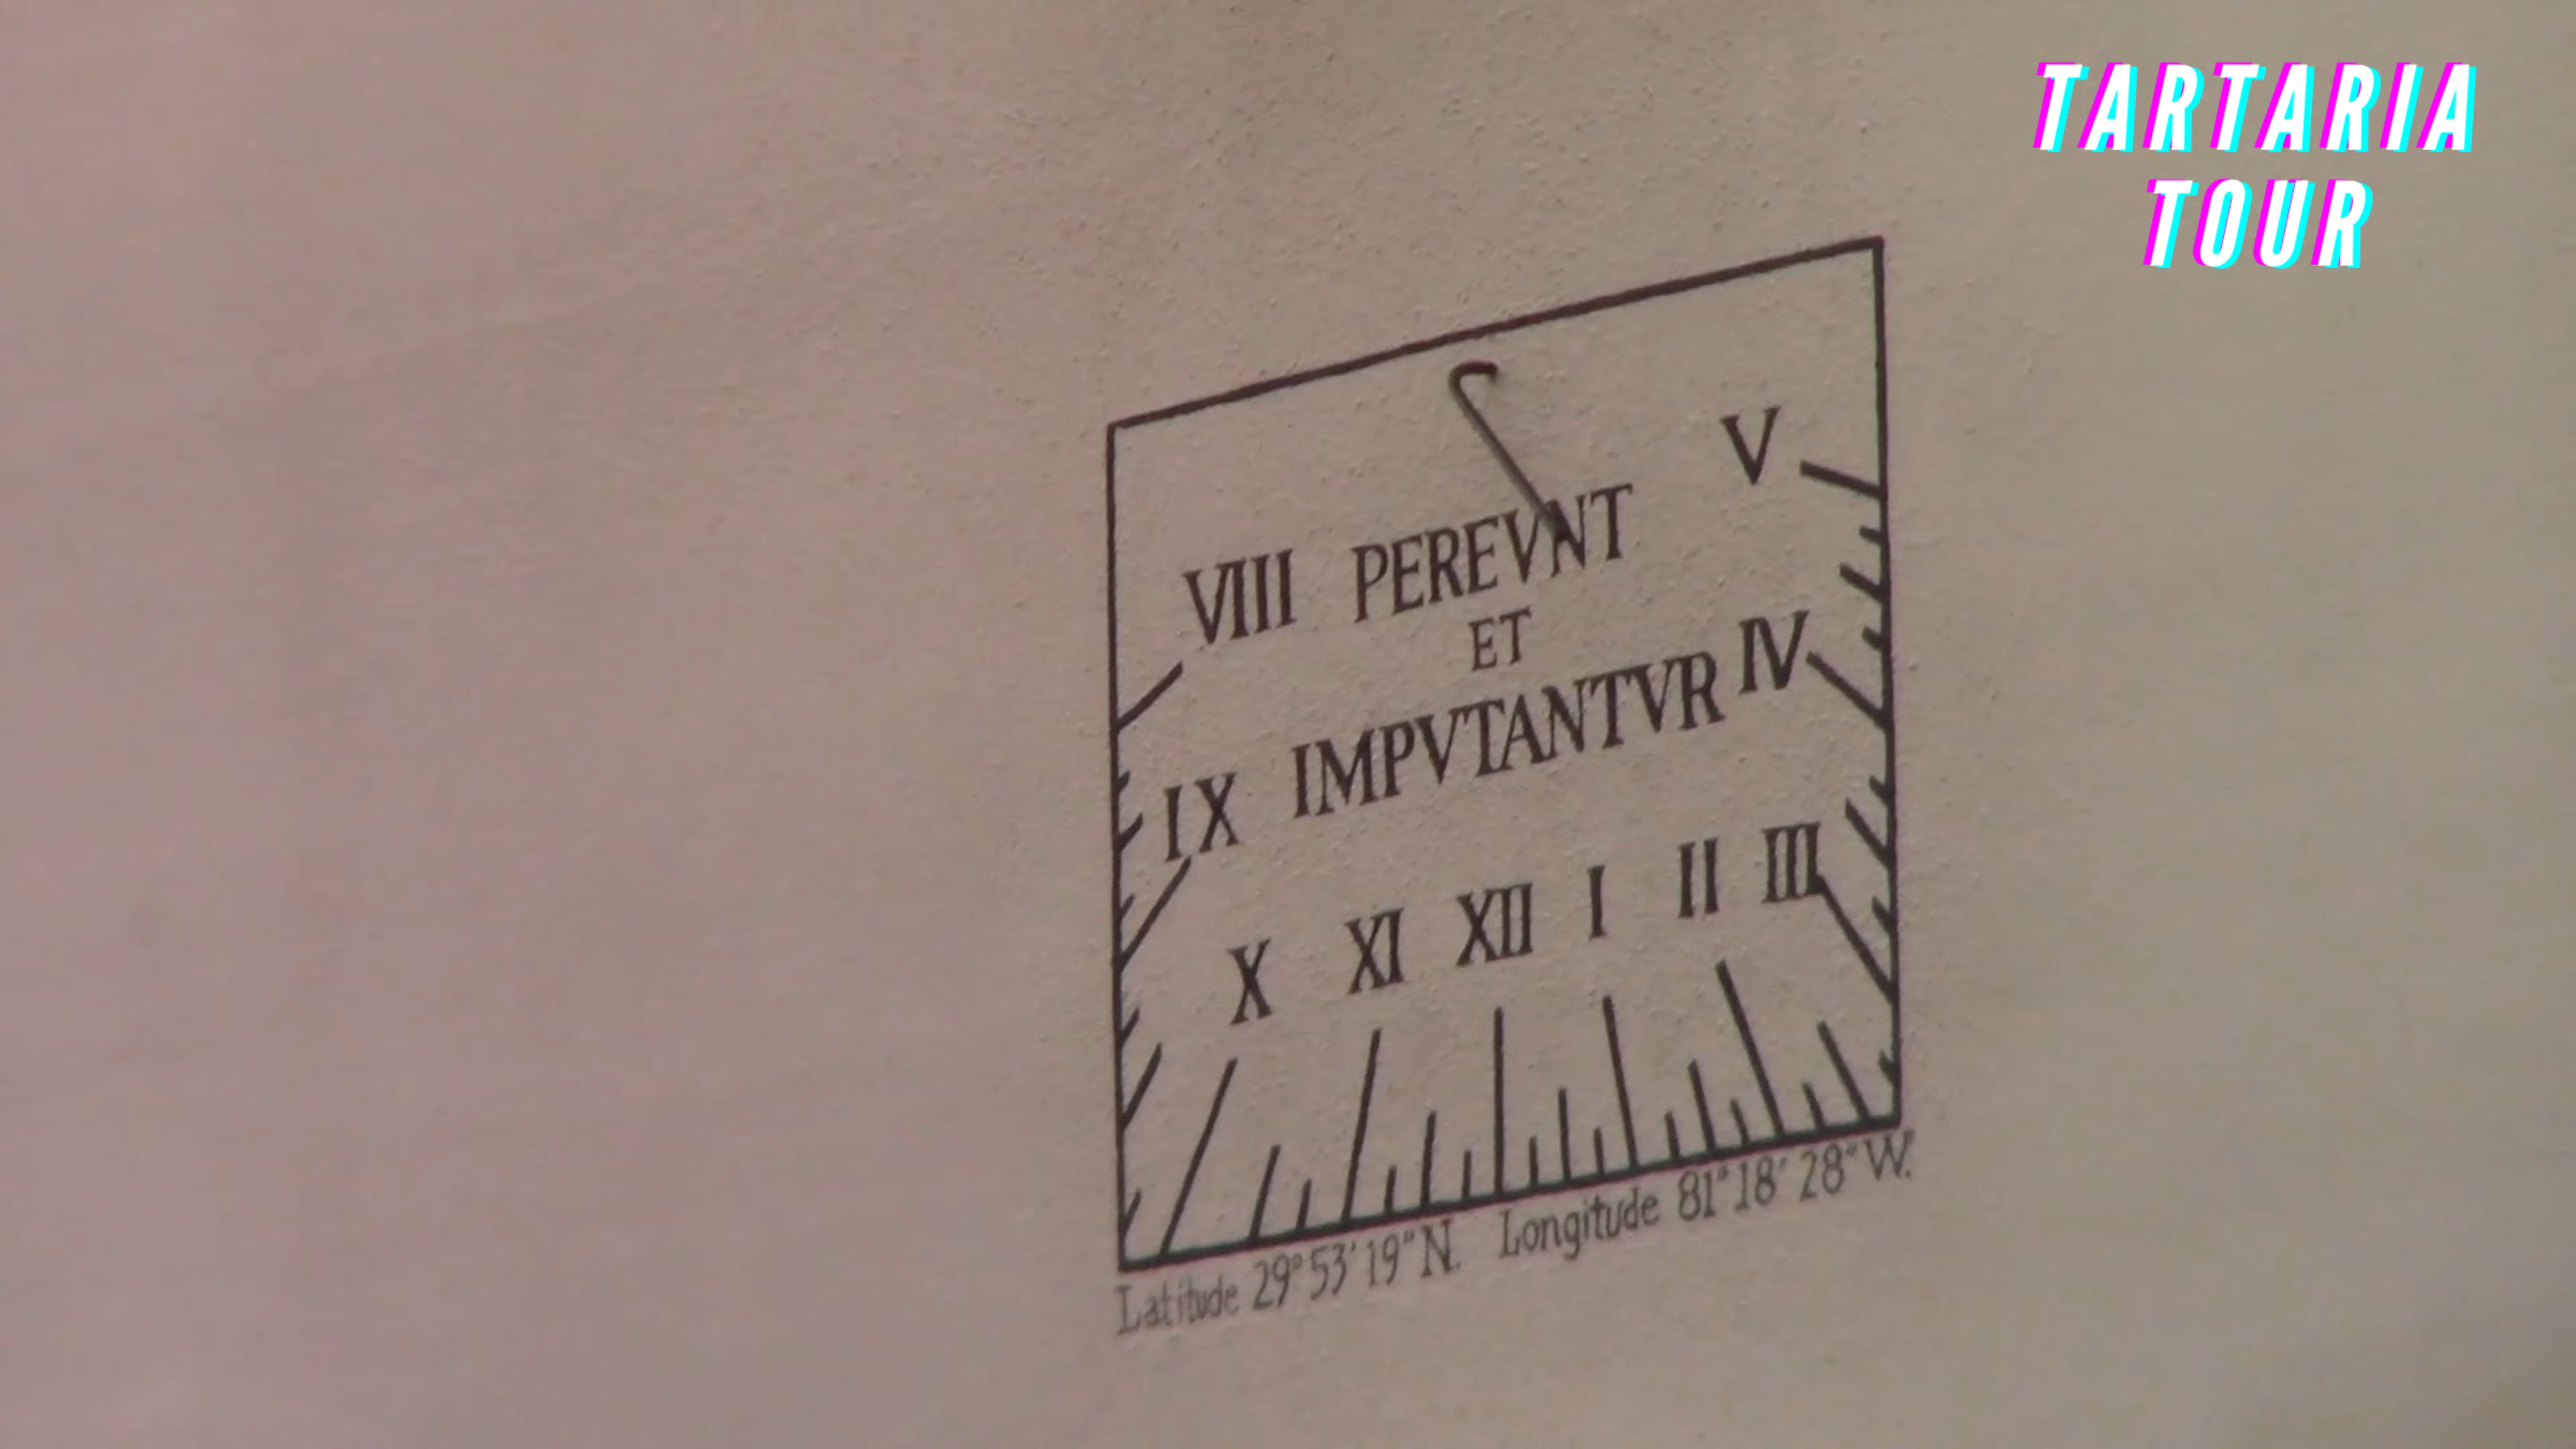 TARTARIA
TOUR
V
VIII PEREVNT
ET
IV
IX IMPVTANTVR
X XI XII I II III
Latitude 29°53'19"N. Longitude 81°18'28"W.